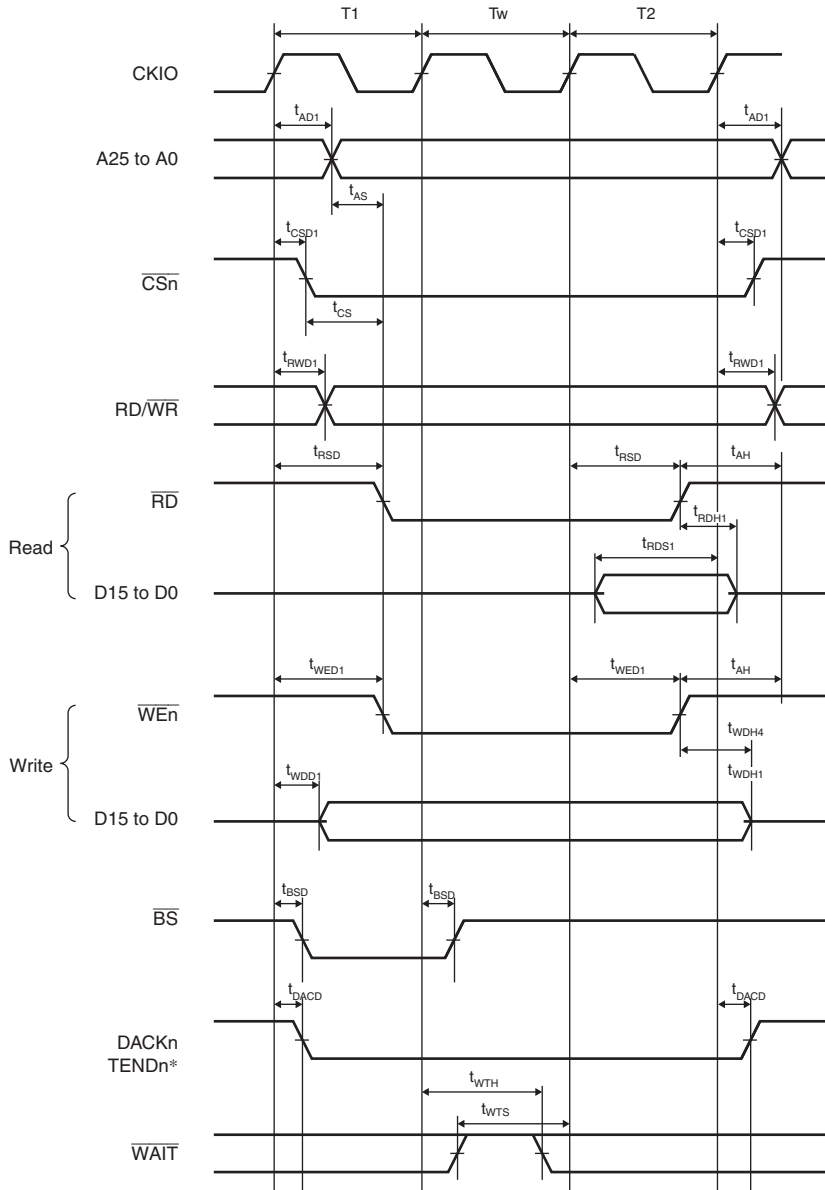 T1 Tw T2
CKIO
tAD1 tAD1
A25 to A0
tAS
tCSD1 tCSD1
CSn
tCS
tRWD1 tRWD1
RD/WR
tRSD tRSD tAH
RD
tRDH1
Read
tRDS1
D15 to D0
tWED1 tWED1 tAH
WEn
tWDH4
Write
tWDD1 tWDH1
D15 to D0
tBSD tBSD
BS
tDACD tDACD
DACKn
TENDn*
tWTH
tWTS
WAIT